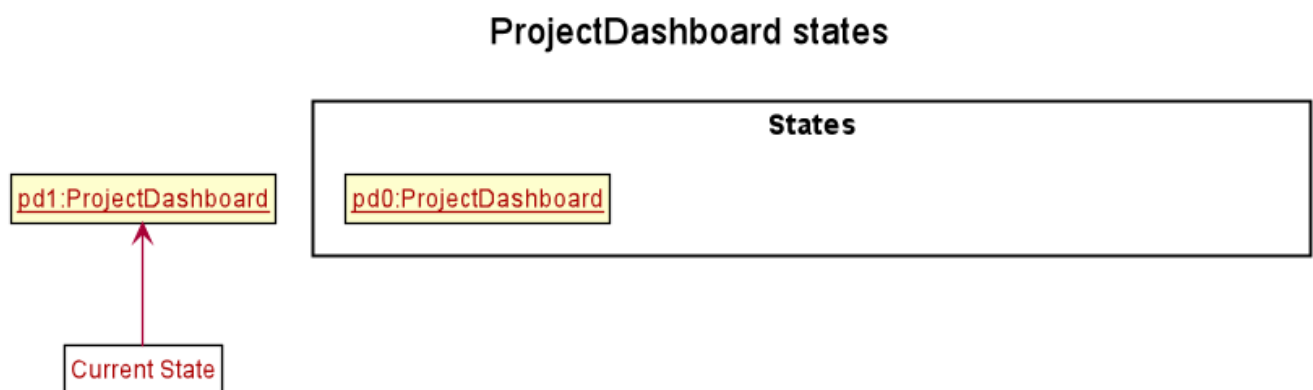 ProjectDashboard states
States
pd1:ProjectDashboard
pd0:ProjectDashboard
Current State